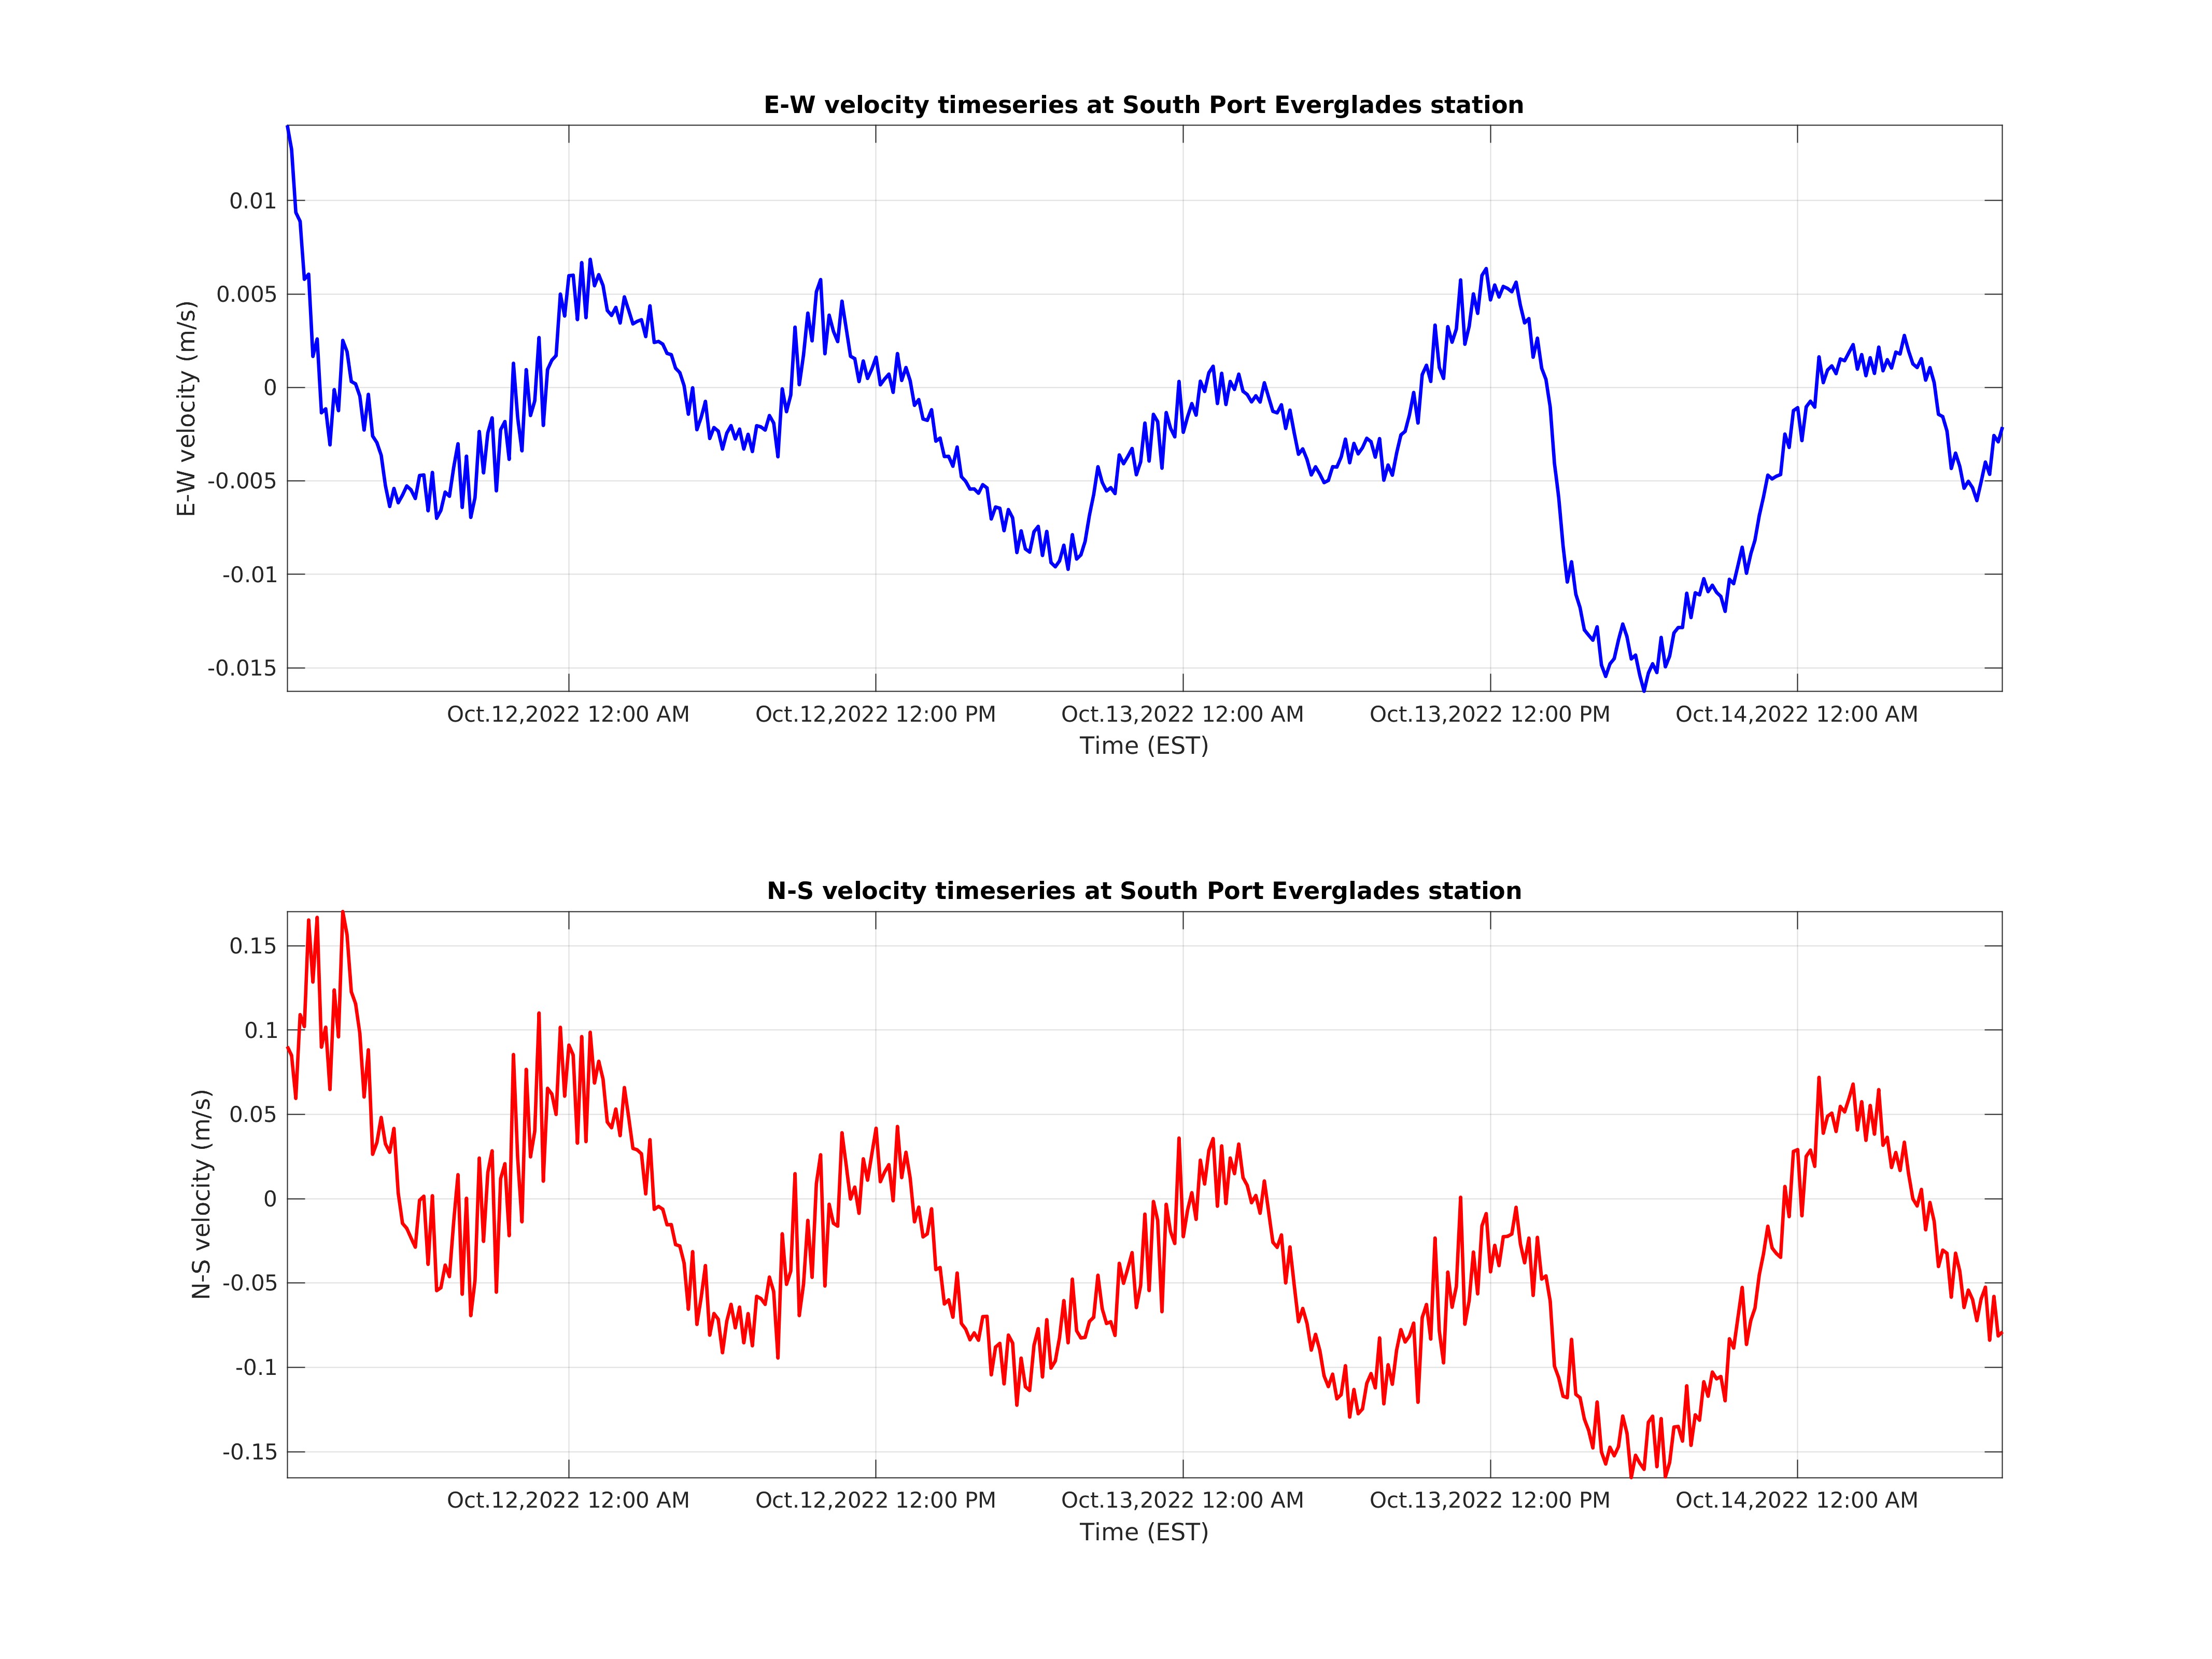 E-W velocity timeseries at South Port Everglades station
0.01
0.005
0
-0.005
-0.01
-0.015
E-W velocity (m/s)
Oct.12,2022 12:00 AM Oct.12,2022 12:00 PM Oct.13,2022 12:00 AM Oct.13,2022 12:00 PM Oct.14,2022 12:00 AM
Time (EST)
N-S velocity timeseries at South Port Everglades station
0.15
0.1
0.05
0
-0.05
-0.1
-0.15
N-S velocity (m/s)
Oct.12,2022 12:00 AM Oct.12,2022 12:00 PM Oct.13,2022 12:00 AM Oct.13,2022 12:00 PM Oct.14,2022 12:00 AM
Time (EST)